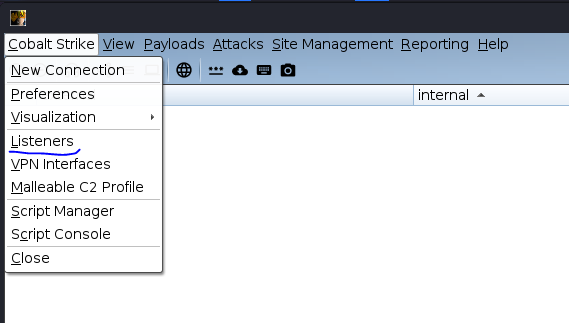 Cobalt Strike View Payloads Attacks Site Management Reporting Help
New Connection
Preferences
internal
Visualization
Listeners
VPN Interfaces
Malleable C2 Profile
Script Manager
Script Console
Close